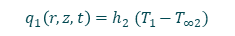 q₁(r, z, t) = h₂ (T₁ − T∞₂)